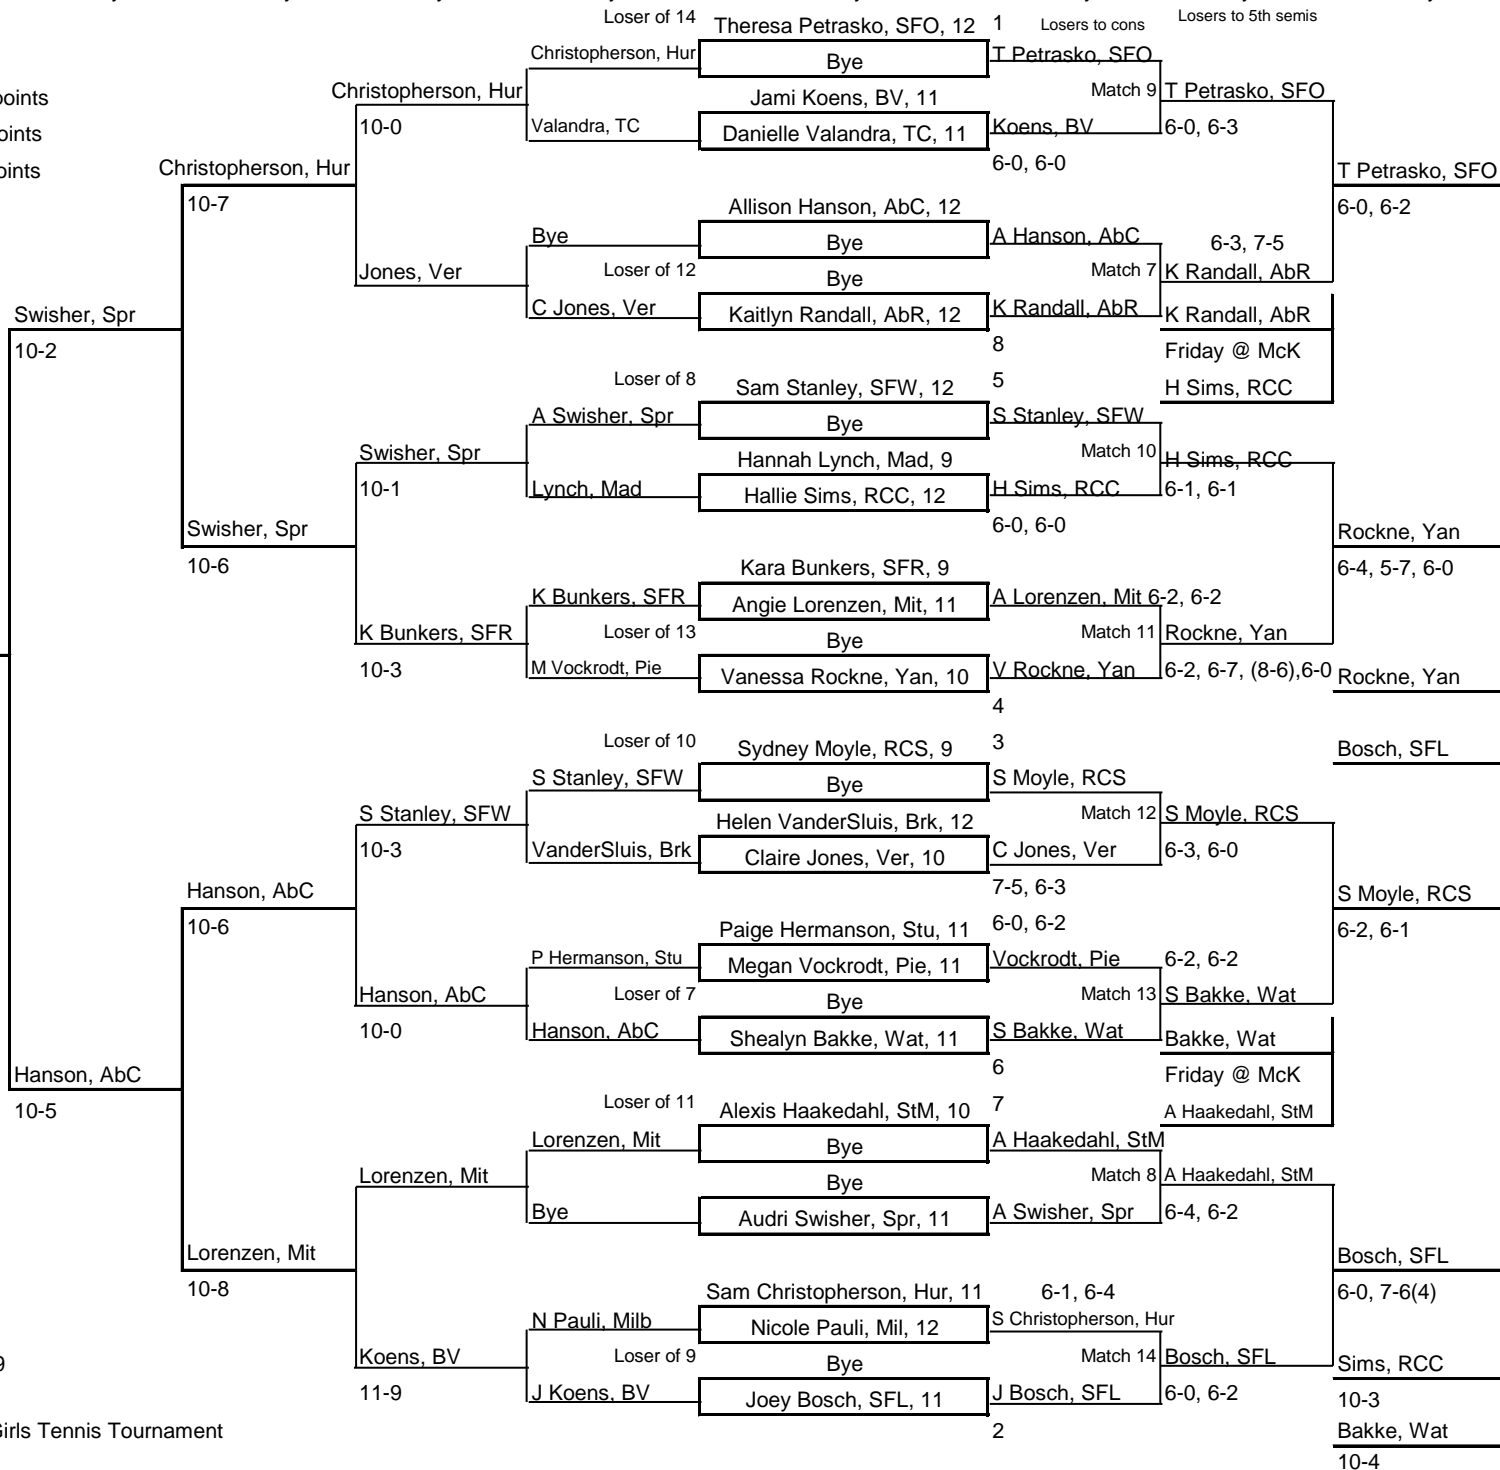 Loser of 14
Theresa Petrasko, SFO, 12
1
Losers to cons
Losers to 5th semis
Christopherson, Hur
Bye
T Petrasko, SFO
Christopherson, Hur
Jami Koens, BV, 11
Match 9
T Petrasko, SFO
points
10-0
Valandra, TC
Danielle Valandra, TC, 11
Koens, BV
6-0, 6-3
oints
Christopherson, Hur
6-0, 6-0
T Petrasko, SFO
oints
10-7
Allison Hanson, AbC, 12
6-0, 6-2
Bye
Bye
A Hanson, AbC
6-3, 7-5
Jones, Ver
Loser of 12
Bye
Match 7
K Randall, AbR
Swisher, Spr
C Jones, Ver
Kaitlyn Randall, AbR, 12
K Randall, AbR
K Randall, AbR
10-2
8
Friday @ McK
Loser of 8
Sam Stanley, SFW, 12
5
H Sims, RCC
A Swisher, Spr
Bye
S Stanley, SFW
Swisher, Spr
Hannah Lynch, Mad, 9
Match 10
H Sims, RCC
10-1
Lynch, Mad
Hallie Sims, RCC, 12
H Sims, RCC
6-1, 6-1
Swisher, Spr
6-0, 6-0
Rockne, Yan
10-6
Kara Bunkers, SFR, 9
6-4, 5-7, 6-0
K Bunkers, SFR
Angie Lorenzen, Mit, 11
A Lorenzen, Mit 6-2, 6-2
K Bunkers, SFR
Loser of 13
Bye
Match 11
Rockne, Yan
10-3
M Vockrodt, Pie
Vanessa Rockne, Yan, 10
V Rockne, Yan
6-2, 6-7, (8-6),6-0
Rockne, Yan
4
Loser of 10
Sydney Moyle, RCS, 9
3
Bosch, SFL
S Stanley, SFW
Bye
S Moyle, RCS
S Stanley, SFW
Helen VanderSluis, Brk, 12
Match 12
S Moyle, RCS
10-3
VanderSluis, Brk
Claire Jones, Ver, 10
C Jones, Ver
6-3, 6-0
Hanson, AbC
7-5, 6-3
S Moyle, RCS
10-6
Paige Hermanson, Stu, 11
6-0, 6-2
6-2, 6-1
P Hermanson, Stu
Megan Vockrodt, Pie, 11
Vockrodt, Pie
6-2, 6-2
Hanson, AbC
Loser of 7
Bye
Match 13
S Bakke, Wat
10-0
Hanson, AbC
Shealyn Bakke, Wat, 11
S Bakke, Wat
Bakke, Wat
Hanson, AbC
6
Friday @ McK
10-5
Loser of 11
Alexis Haakedahl, StM, 10
7
A Haakedahl, StM
Lorenzen, Mit
Bye
A Haakedahl, StM
Lorenzen, Mit
Bye
Match 8
A Haakedahl, StM
Bye
Audri Swisher, Spr, 11
A Swisher, Spr
6-4, 6-2
Lorenzen, Mit
Bosch, SFL
10-8
Sam Christopherson, Hur, 11
6-1, 6-4
6-0, 7-6(4)
N Pauli, Milb
Nicole Pauli, Mil, 12
S Christopherson, Hur
9
Koens, BV
Loser of 9
Bye
Match 14
Bosch, SFL
Sims, RCC
11-9
J Koens, BV
Joey Bosch, SFL, 11
J Bosch, SFL
6-0, 6-2
10-3
Girls Tennis Tournament
2
Bakke, Wat
10-4